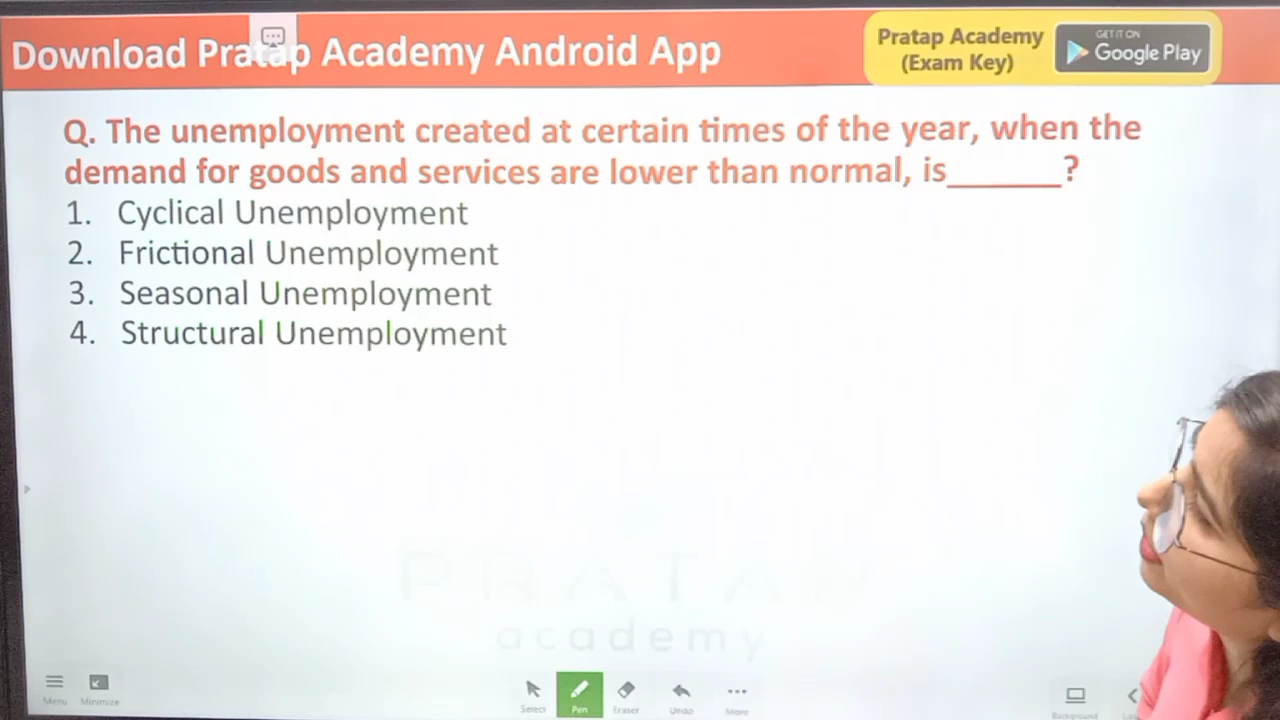 Download Pratap Academy Android App
Pratap Academy
(Exam Key)
GET IT ON
Google Play
Q. The unemployment created at certain times of the year, when the
demand for goods and services are lower than normal, is______?
1. Cyclical Unemployment
2. Frictional Unemployment
3. Seasonal Unemployment
4. Structural Unemployment
PRATAP
academy
Menu
Minimize
Select
Pen
Eraser
Undo
More
Background